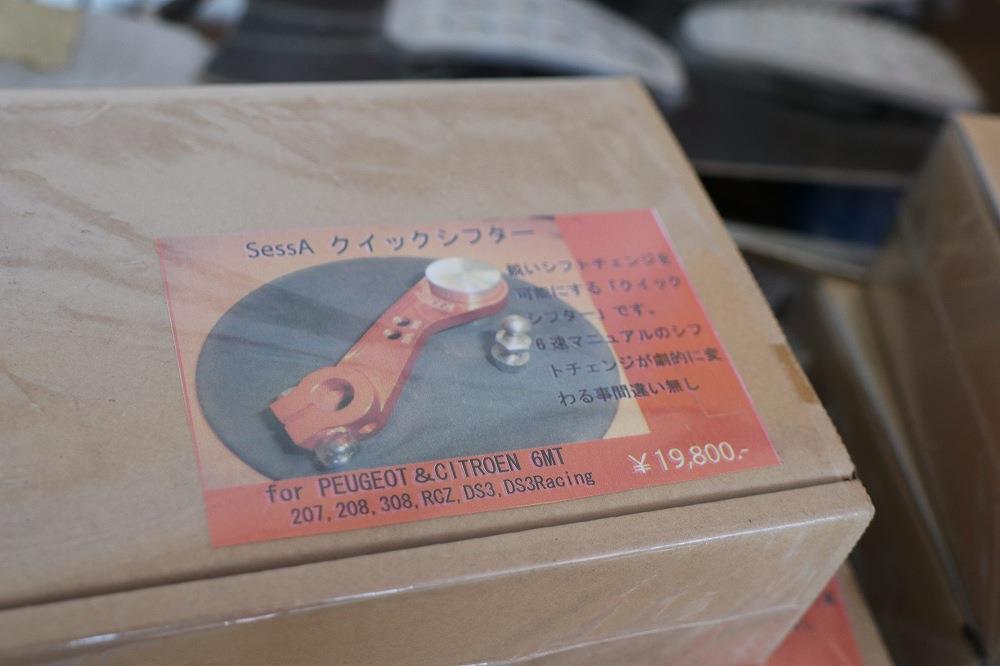 SessA クイックシフター
鋭いシフトチェンジを
可能にする「クイック
シフター」です。
6速マニュアルのシフ
トチェンジが劇的に変
わる事間違い無し
for PEUGEOT&CITROEN 6MT
207,208,308,RCZ,DS3,DS3Racing
¥19,800.-